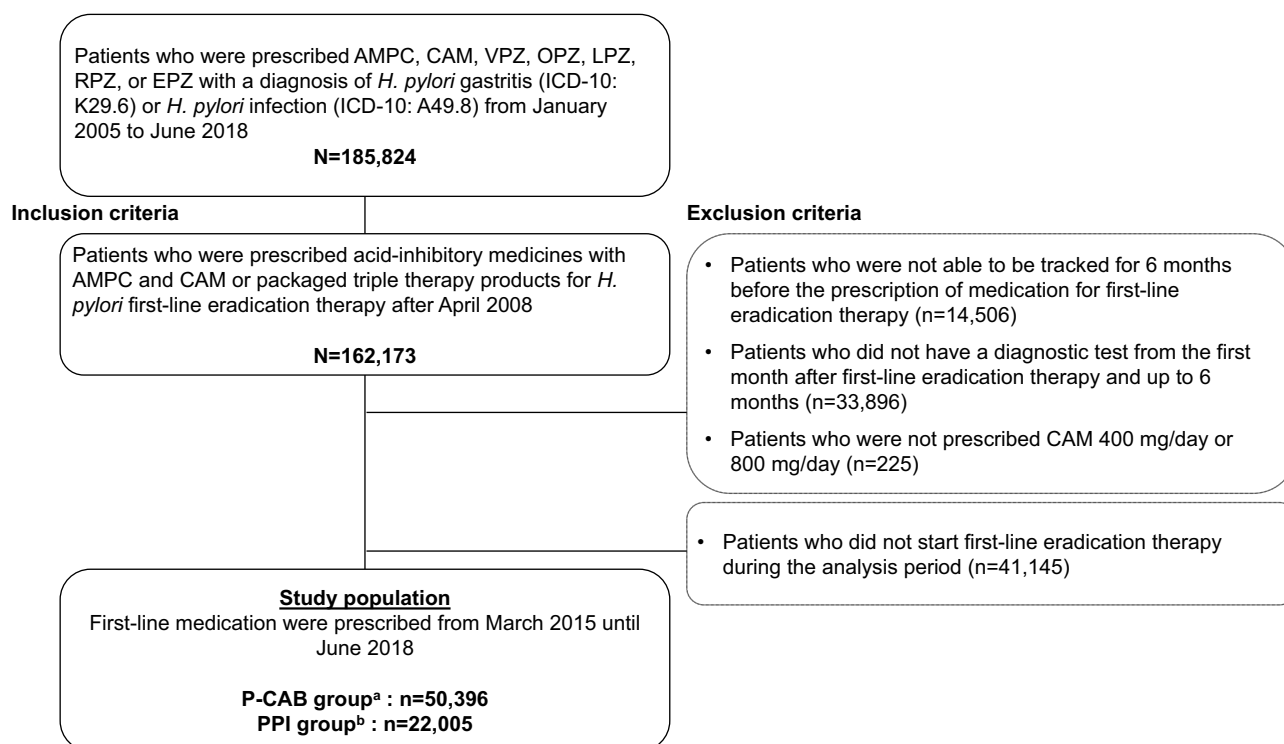 Patients who were prescribed AMPC, CAM, VPZ, OPZ, LPZ,
RPZ, or EPZ with a diagnosis of H. pylori gastritis (ICD-10:
K29.6) or H. pylori infection (ICD-10: A49.8) from January
2005 to June 2018
N=185,824
Inclusion criteria
Patients who were prescribed acid-inhibitory medicines with
AMPC and CAM or packaged triple therapy products for H.
pylori first-line eradication therapy after April 2008
N=162,173
Exclusion criteria
• Patients who were not able to be tracked for 6 months
before the prescription of medication for first-line
eradication therapy (n=14,506)
• Patients who did not have a diagnostic test from the first
month after first-line eradication therapy and up to 6
months (n=33,896)
• Patients who were not prescribed CAM 400 mg/day or
800 mg/day (n=225)
• Patients who did not start first-line eradication therapy
during the analysis period (n=41,145)
Study population
First-line medication were prescribed from March 2015 until
June 2018
P-CAB groupᵃ : n=50,396
PPI groupᵇ : n=22,005